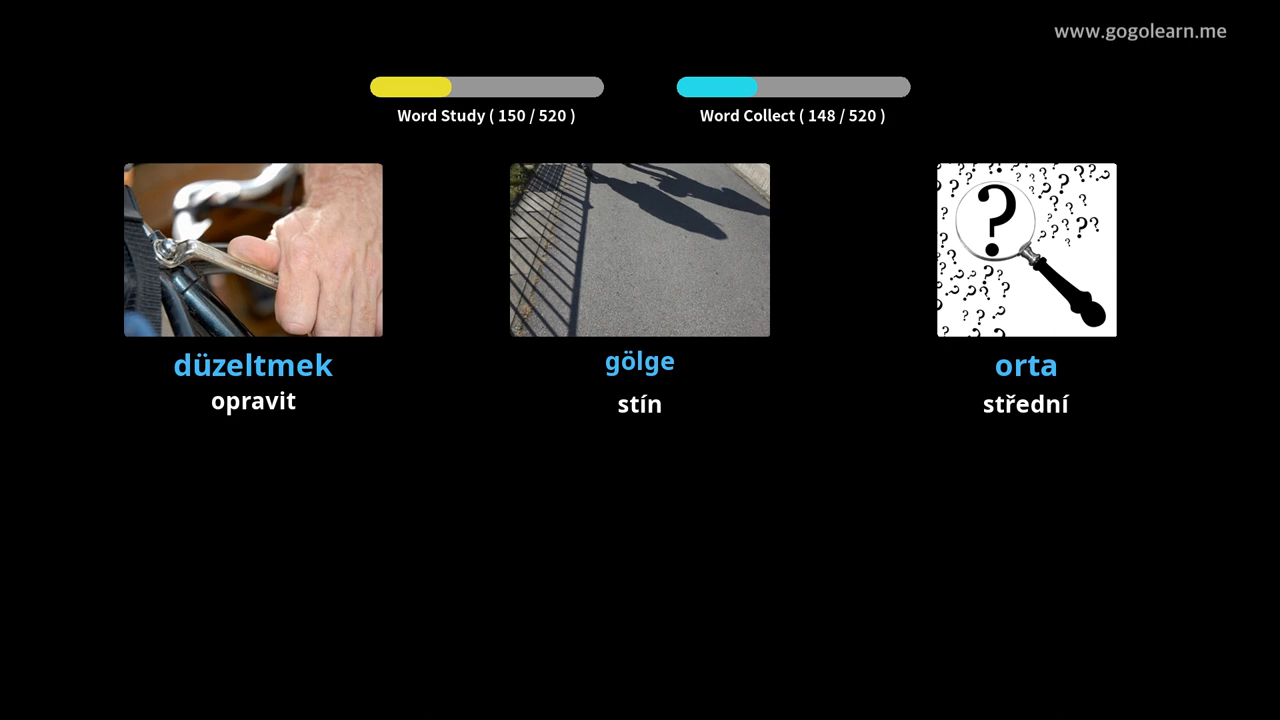 www.gogolearn.me
Word Study ( 150 / 520 )
Word Collect ( 148 / 520 )
düzeltmek
opravit
gölge
stín
orta
střední